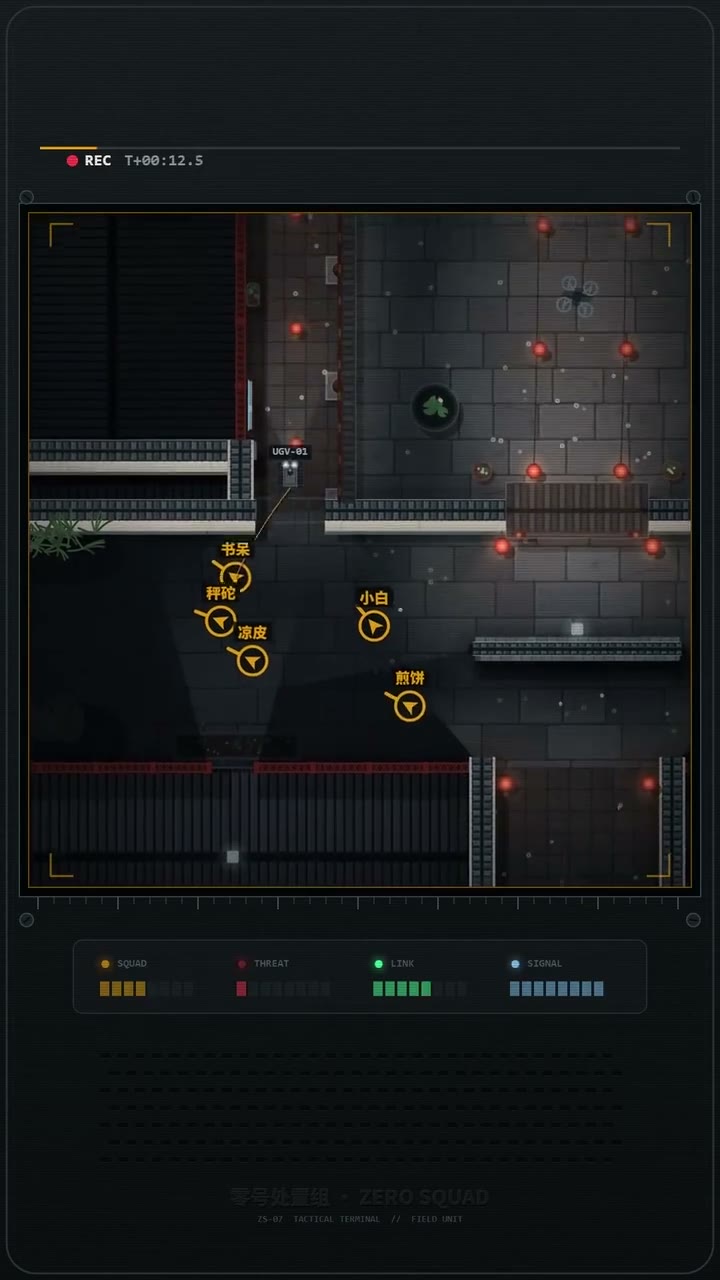 REC T+00:12.5
UGV-01
书呆
秤砣
小白
凉皮
煎饼
SQUAD THREAT LINK SIGNAL
零号处置组 · ZERO SQUAD
ZS-07 TACTICAL TERMINAL // FIELD UNIT